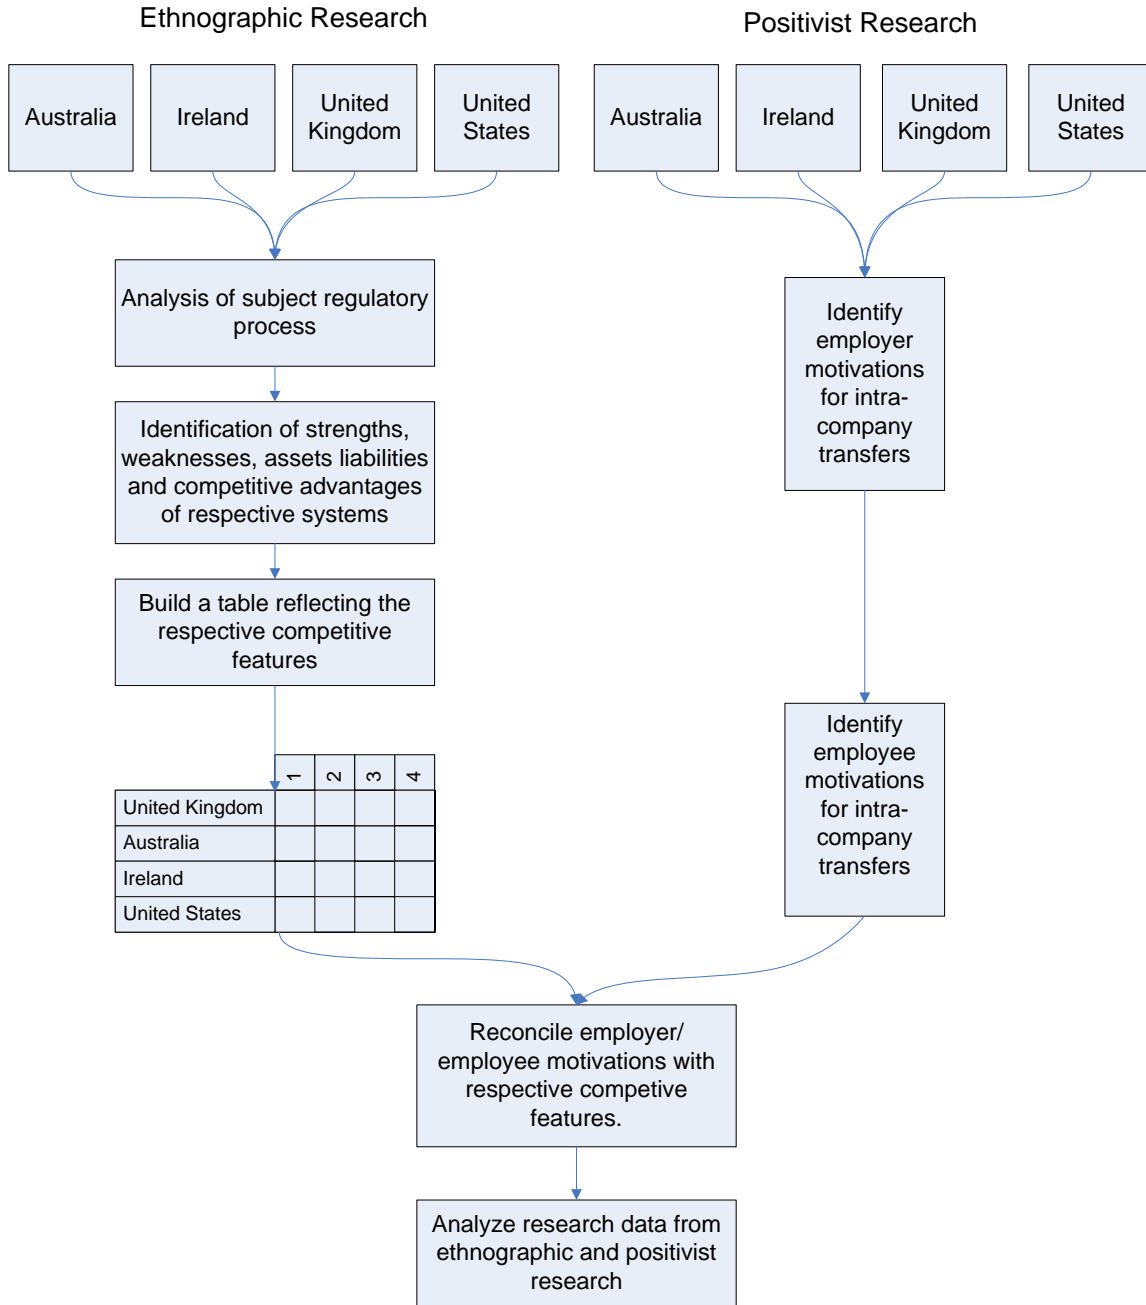 Ethnographic Research
Positivist Research
Australia
Ireland
United
Kingdom
United
States
Australia
Ireland
United
Kingdom
United
States
Analysis of subject regulatory
process
Identification of strengths,
weaknesses, assets liabilities
and competitive advantages
of respective systems
Build a table reflecting the
respective competitive
features
1
2
3
4
United Kingdom
Australia
Ireland
United States
Identify
employer
motivations
for intra-
company
transfers
Identify
employee
motivations
for intra-
company
transfers
Reconcile employer/
employee motivations with
respective competive
features.
Analyze research data from
ethnographic and positivist
research